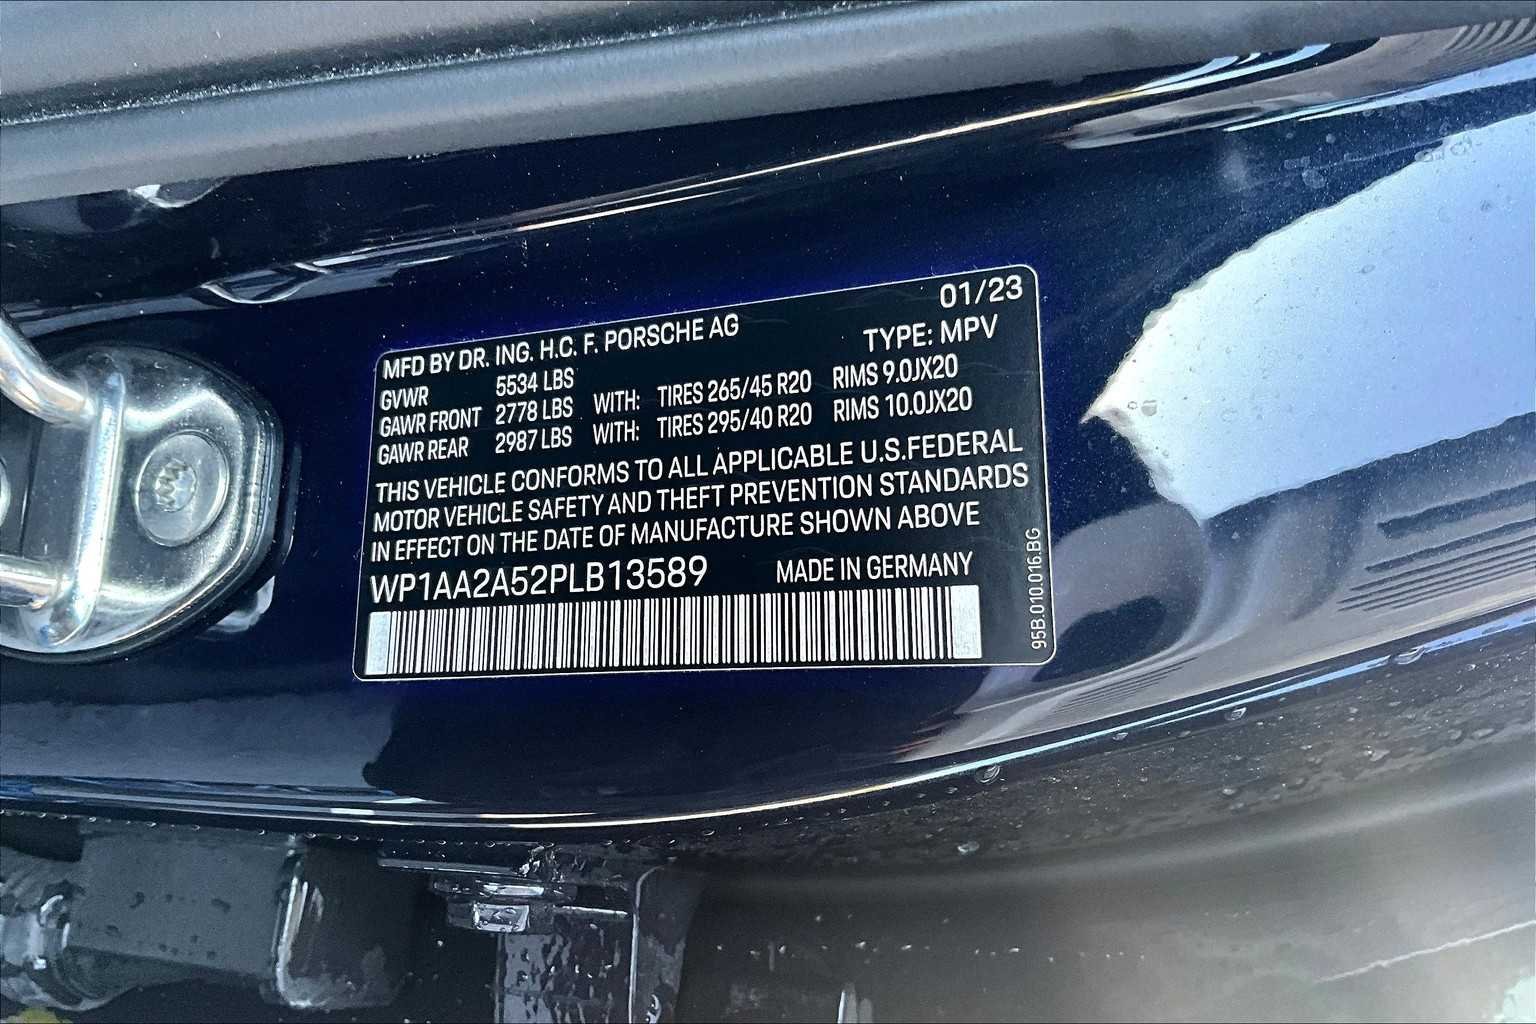 01/23
MFD BY DR. ING. H.C. F. PORSCHE AG TYPE: MPV
GVWR 5534 LBS
GAWR FRONT 2778 LBS WITH: TIRES 265/45 R20 RIMS 9.0JX20
GAWR REAR 2987 LBS WITH: TIRES 295/40 R20 RIMS 10.0JX20
THIS VEHICLE CONFORMS TO ALL APPLICABLE U.S.FEDERAL
MOTOR VEHICLE SAFETY AND THEFT PREVENTION STANDARDS
IN EFFECT ON THE DATE OF MANUFACTURE SHOWN ABOVE
WP1AA2A52PLB13589 MADE IN GERMANY
95B.010.016.BG